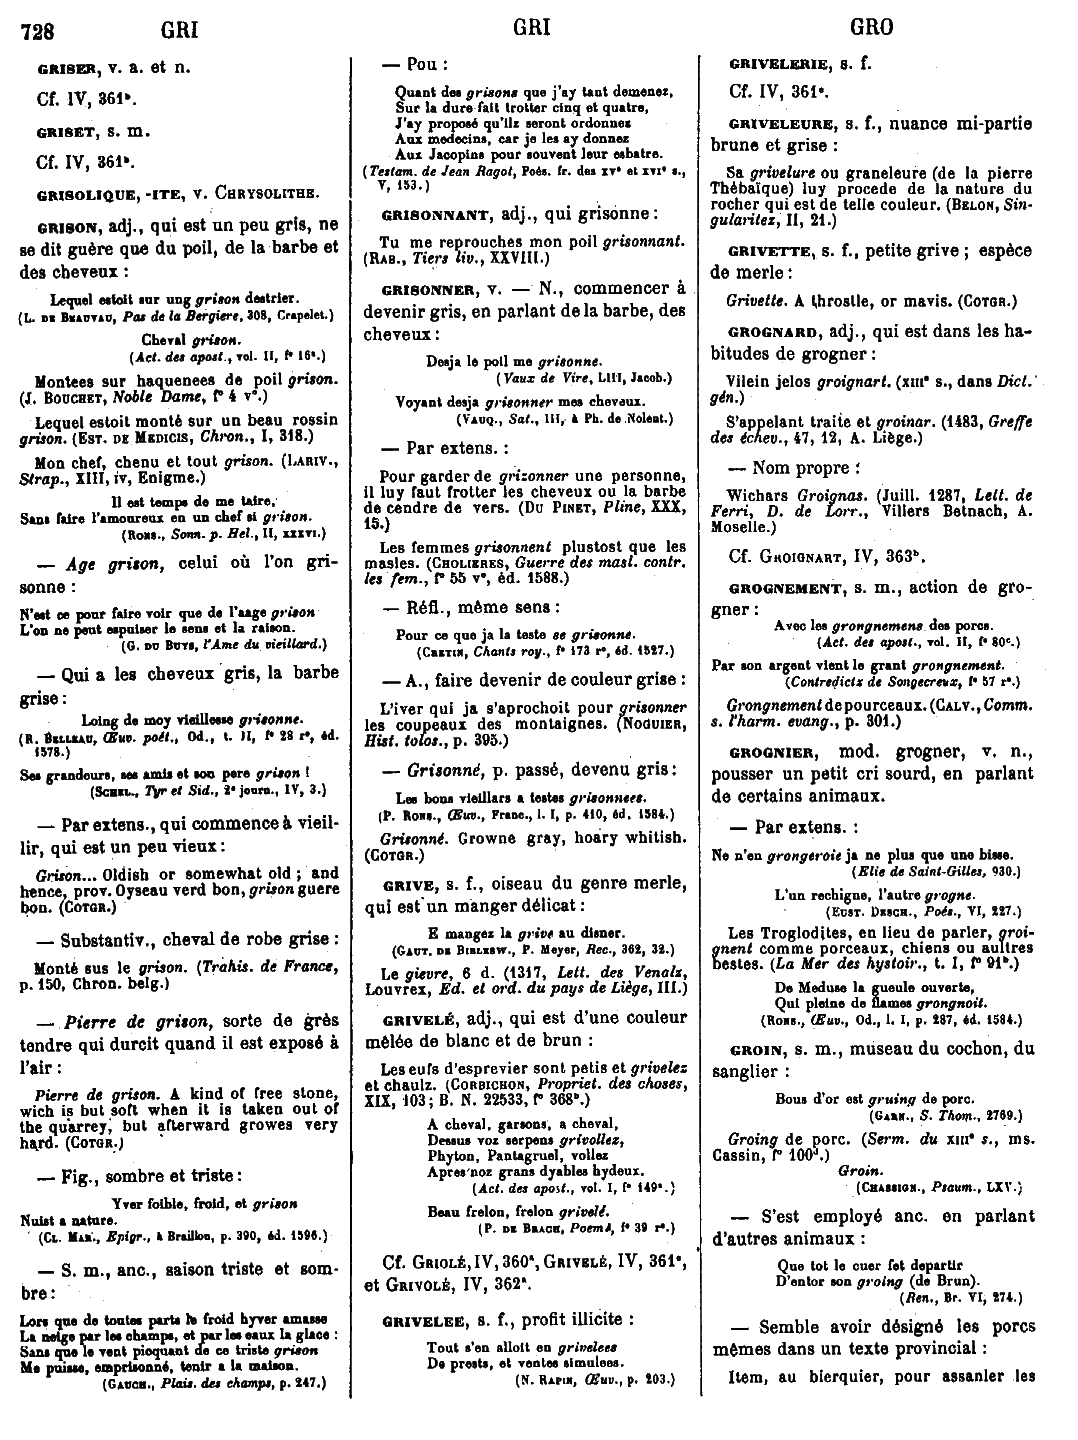 728 GRI GRI GRO
GRISER, v. a. et n.
Cf. IV, 361ᵇ.
GRISET, s. m.
Cf. IV, 361ᵇ.
GRISOLIQUE, -ITE, v. CHRYSOLITHE.
GRISON, adj., qui est un peu gris, ne
se dit guère que du poil, de la barbe et
des cheveux :
Lequel estoit sur ung grison destrier.
(L. DE BEAUVAU, Pas de la Bergiere, 308, Crapelet.)
Cheval grison.
(Act. des apost., vol. II, f° 16ᵃ.)
Montees sur haquenees de poil grison.
(J. BOUCHET, Noble Dame, f° 4 v°.)
Lequel estoit monté sur un beau rossin
grison. (EST. DE MEDICIS, Chron., I, 318.)
Mon chef, chenu et tout grison. (LARIV.,
Strap., XIII, iv, Enigme.)
Il est temps de me taire,
Sans faire l'amoureux en un chef si grison.
(RONS., Sonn. p. Hel., II, XXXVI.)
— Age grison, celui où l'on gri-
sonne :
N'est ce pour faire voir que de l'aage grison
L'on ne peut espuiser le sens et la raison.
(G. DU BUYS, l'Ame du vieillard.)
— Qui a les cheveux gris, la barbe
grise :
Loing de moy vieillesse grisonne.
(R. BELLEAU, Œuv. poét., Od., t. II, f° 28 r°, éd.
1578.)
Ses grandeurs, ses amis et son pere grison !
(SCHEL., Tyr et Sid., 2ᵉ journ., IV, 3.)
— Par extens., qui commence à vieil-
lir, qui est un peu vieux :
Grison... Oldish or somewhat old ; and
hence, prov. Oyseau verd bon, grison guere
bon. (COTGR.)
— Substantiv., cheval de robe grise :
Monté sus le grison. (Trahis. de France,
p. 150, Chron. belg.)
— Pierre de grison, sorte de grès
tendre qui durcit quand il est exposé à
l'air :
Pierre de grison. A kind of free stone,
wich is but soft when it is taken out of
the quarrey, but afterward growes very
hard. (COTGR.)
— Fig., sombre et triste :
Yver foible, froid, et grison
Nuist a nature.
(CL. MAR., Epigr., à Braillon, p. 390, éd. 1596.)
— S. m., anc., saison triste et som-
bre :
Lors que de toutes parts le froid hyver amasse
La neige par les champs, et par les eaux la glace :
Sans que le vent picquant de ce triste grison
Me puisse, emprisonné, tenir a la maison.
(GAUCH., Plais. des champs, p. 247.)
— Pou :
Quant des grisons que j'ay tant demenez,
Sur la dure fait trotter cinq et quatre,
J'ay proposé qu'ilz seront ordonnez
Aux medecins, car je les ay donnez
Aux Jacopins pour souvent leur esbatre.
(Testam. de Jean Ragot, Poés. fr. des XVᵉ et XVIᵉ s.,
V, 153.)
GRISONNANT, adj., qui grisonne :
Tu me reprouches mon poil grisonnant.
(RAB., Tiers liv., XXVIII.)
GRISONNER, v. — N., commencer à
devenir gris, en parlant de la barbe, des
cheveux :
Desja le poil me grisonne.
(Vaux de Vire, LIII, Jacob.)
Voyant desja grisonner mes chevaux.
(VAUQ., Sat., III, à Ph. de Nolent.)
— Par extens. :
Pour garder de grizonner une personne,
il luy faut frotter les cheveux ou la barbe
de cendre de vers. (DU PINET, Pline, XXX,
15.)
Les femmes grisonnent plustost que les
masles. (CHOLIERES, Guerre des masl. contr.
les fem., f° 55 v°, éd. 1588.)
— Réfl., même sens :
Pour ce que ja la teste se grisonne.
(CRETIN, Chants roy., f° 173 r°, éd. 1527.)
— A., faire devenir de couleur grise :
L'iver qui ja s'aprochoit pour grisonner
les coupeaux des montaignes. (NOGUIER,
Hist. tolos., p. 395.)
— Grisonné, p. passé, devenu gris :
Les bons vieillars a testes grisonnees.
(P. RONS., Œuv., Franc., l. I, p. 410, éd. 1584.)
Grisonné. Growne gray, hoary whitish.
(COTGR.)
GRIVE, s. f., oiseau du genre merle,
qui est un manger délicat :
E mangez la grive au disner.
(GAUT. DE BIBLESW., P. Meyer, Rec., 362, 32.)
Le gievre, 6 d. (1317, Lett. des Venalz,
Louvrex, Ed. et ord. du pays de Liège, III.)
GRIVELÉ, adj., qui est d'une couleur
mêlée de blanc et de brun :
Les eufs d'esprevier sont petis et grivelez
et chaulz. (CORBICHON, Propriet. des choses,
XIX, 103 ; B. N. 22533, f° 368ᵇ.)
A cheval, garsons, a cheval,
Dessus voz serpens grivollez,
Phyton, Pantagruel, vollez
Apres noz grans dyables hydeux.
(Act. des apost., vol. I, f° 149ᵃ.)
Beau frelon, frelon grivelé.
(P. DE BRACH, Poems, f° 39 r°.)
Cf. GRIOLÉ, IV, 360ᵃ, GRIVELÉ, IV, 361ᵉ,
et GRIVOLÉ, IV, 362ᵃ.
GRIVELEE, s. f., profit illicite :
Tout s'en alloit en grivelees
De prests, et ventes simulees.
(N. RAPIN, Œuv., p. 203.)
GRIVELERIE, s. f.
Cf. IV, 361ᵉ.
GRIVELEURE, s. f., nuance mi-partie
brune et grise :
Sa grivelure ou graneleure (de la pierre
Thébaïque) luy procede de la nature du
rocher qui est de telle couleur. (BELON, Sin-
gularitez, II, 21.)
GRIVETTE, s. f., petite grive ; espèce
de merle :
Grivette. A throstle, or mavis. (COTGR.)
GROGNARD, adj., qui est dans les ha-
bitudes de grogner :
Vilein jelos groignart. (XIIIᵉ s., dans Dict.
gén.)
S'appelant traite et groinar. (1483, Greffe
des échev., 47, 12, A. Liège.)
— Nom propre :
Wichars Groignas. (Juill. 1287, Lett. de
Ferri, D. de Lorr., Villers Betnach, A.
Moselle.)
Cf. GROIGNART, IV, 363ᵇ.
GROGNEMENT, s. m., action de gro-
gner :
Avec les grongnemens des porcs.
(Act. des apost., vol. II, f° 80ᶜ.)
Par son argent vient le grant grongnement.
(Contredictz de Songecreux, f° 57 r°.)
Grongnement de pourceaux. (CALV., Comm.
s. l'harm. evang., p. 301.)
GROGNIER, mod. grogner, v. n.,
pousser un petit cri sourd, en parlant
de certains animaux.
— Par extens. :
Ne n'en grongeroie ja ne plus que une bisse.
(Elie de Saint-Gilles, 930.)
L'un rechigne, l'autre grogne.
(EUST. DESCH., Poés., VI, 227.)
Les Troglodites, en lieu de parler, groi-
gnent comme porceaux, chiens ou aultres
bestes. (La Mer des hystoir., t. I, f° 91ᵇ.)
De Meduse la gueule ouverte,
Qui pleine de flames grongnoit.
(RONS., Œuv., Od., l. I, p. 287, éd. 1584.)
GROIN, s. m., museau du cochon, du
sanglier :
Bous d'or est gruing de porc.
(GARN., S. Thom., 2769.)
Groing de porc. (Serm. du XIIIᵉ s., ms.
Cassin, f° 100ᵈ.)
Groin.
(CHASSIGN., Psaum., LXV.)
— S'est employé anc. en parlant
d'autres animaux :
Que tot le cuer fet departir
D'entor son groing (de Brun).
(Ren., Br. VI, 274.)
— Semble avoir désigné les porcs
mêmes dans un texte provincial :
Item, au bierquier, pour assanler les